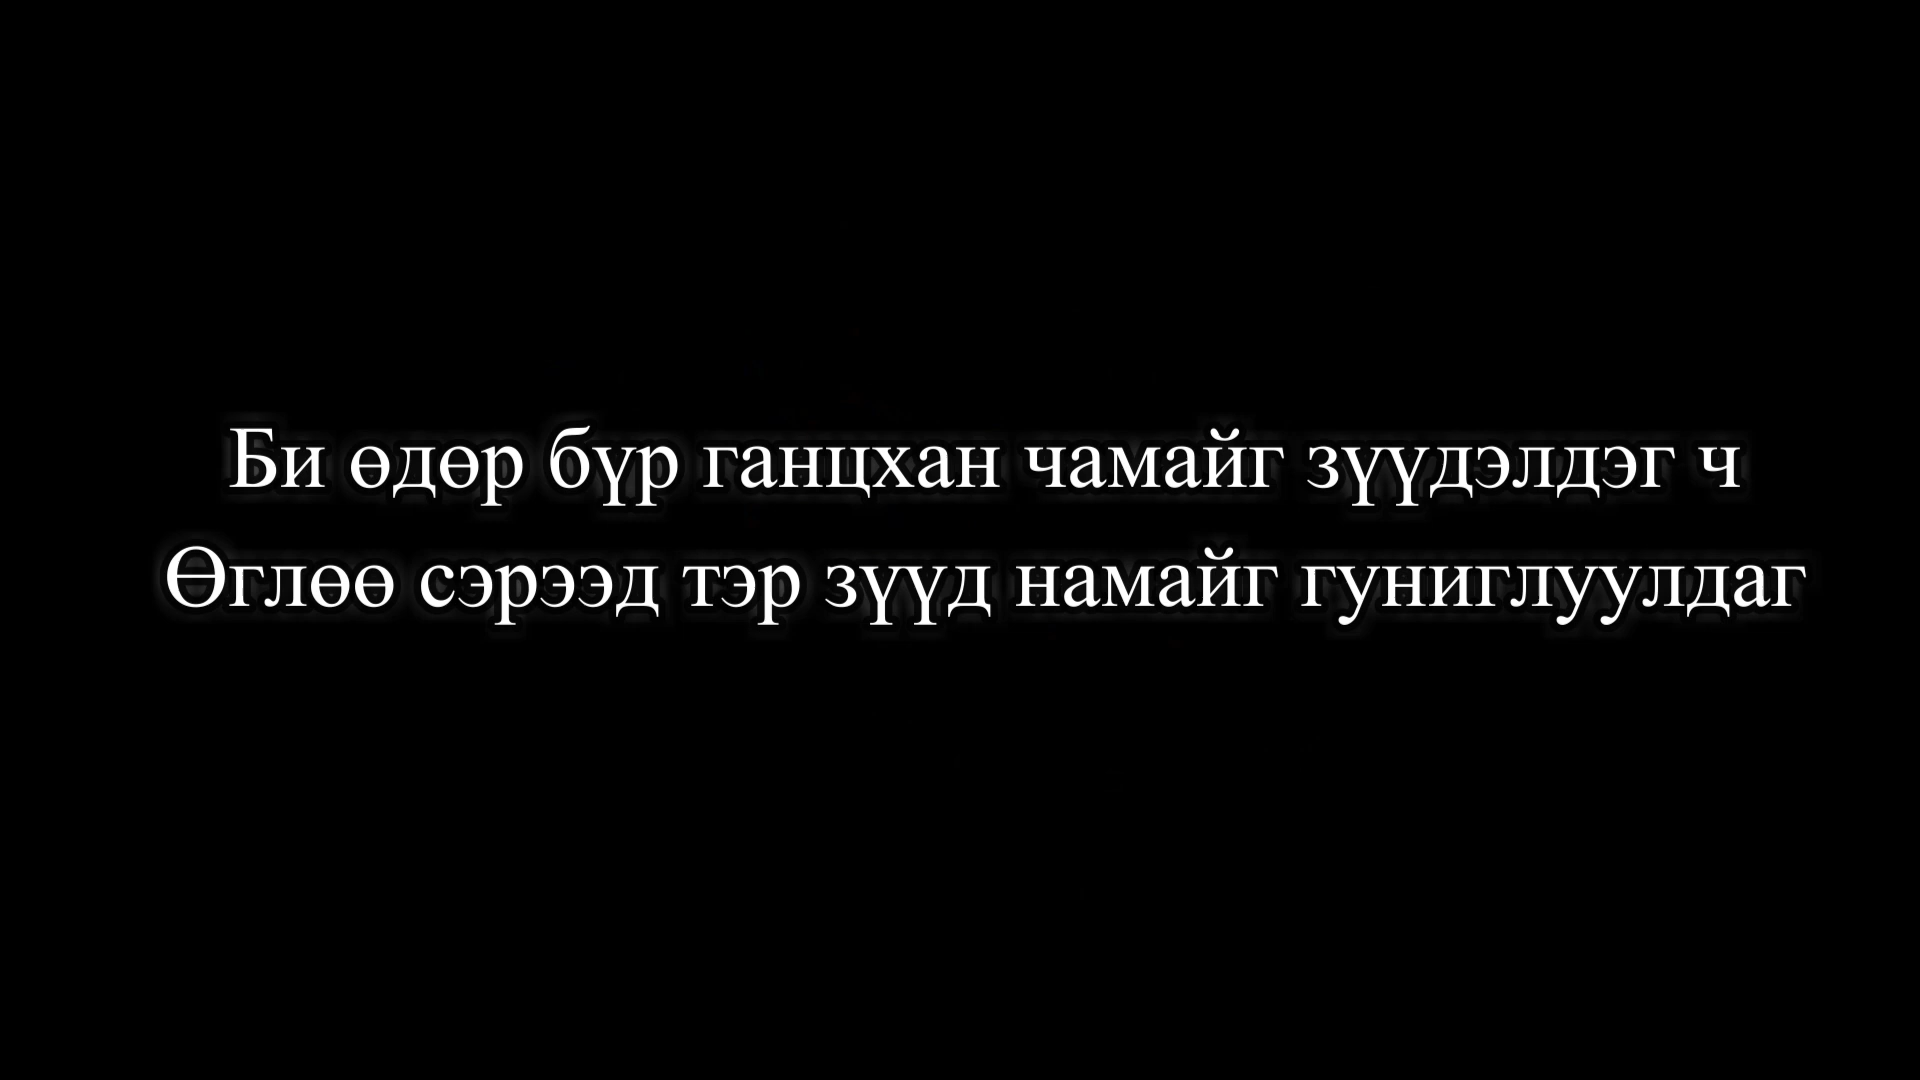 Би өдөр бүр ганцхан чамайг зүүдэлдэг ч
Өглөө сэрээд тэр зүүд намайг гуниглуулдаг